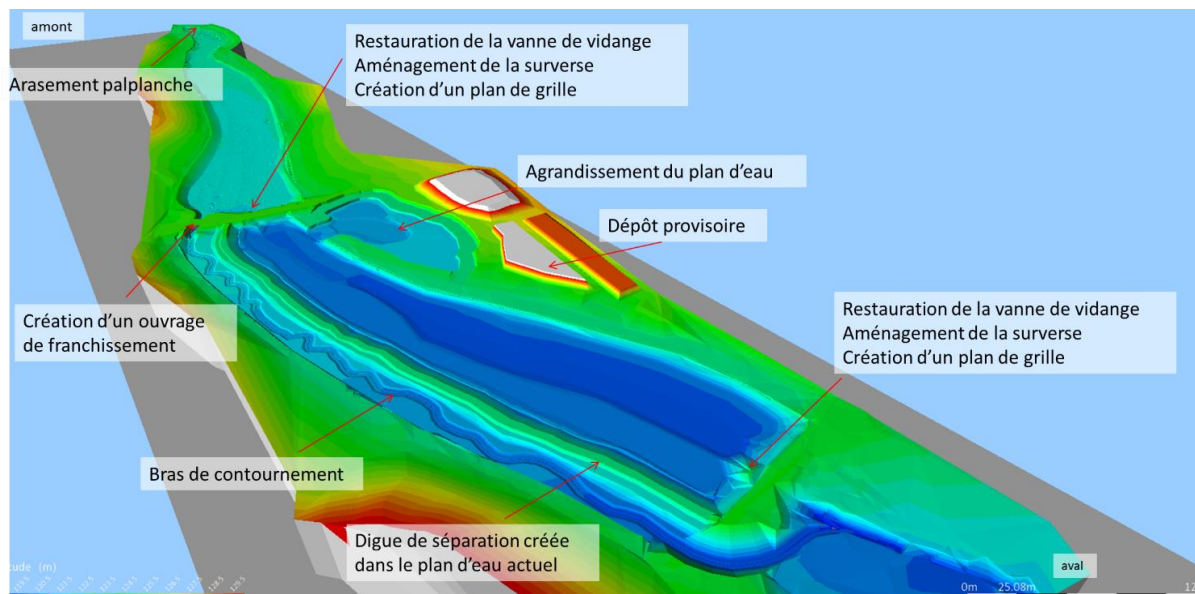 amont
Restauration de la vanne de vidange
Aménagement de la surverse
Création d'un plan de grille
Arasement palplanche
Agrandissement du plan d'eau
Dépôt provisoire
Création d'un ouvrage
de franchissement
Restauration de la vanne de vidange
Aménagement de la surverse
Création d'un plan de grille
Bras de contournement
Digue de séparation créée
dans le plan d'eau actuel
aval
(m)
0m 25.08m